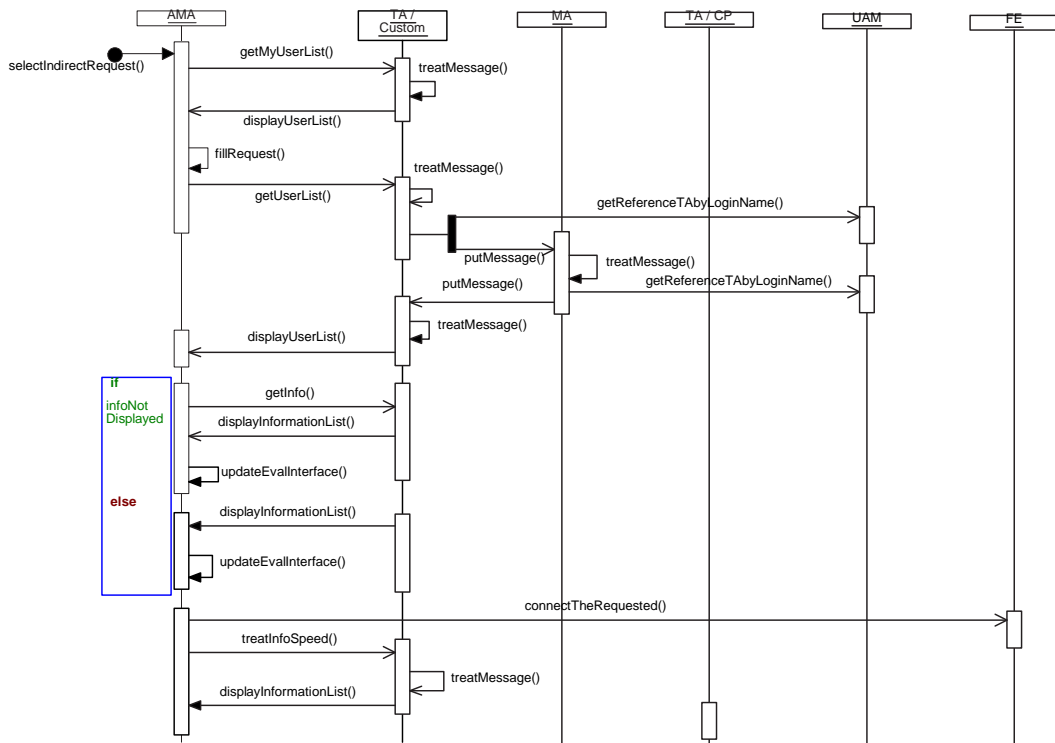 AMA
TA /
Custom
MA
TA / CP
UAM
FE
selectIndirectRequest()
getMyUserList()
treatMessage()
displayUserList()
fillRequest()
treatMessage()
getUserList()
getReferenceTAbyLoginName()
putMessage()
treatMessage()
getReferenceTAbyLoginName()
putMessage()
treatMessage()
displayUserList()
if
infoNot
Displayed
getInfo()
displayInformationList()
updateEvalInterface()
else
displayInformationList()
updateEvalInterface()
connectTheRequested()
treatInfoSpeed()
treatMessage()
displayInformationList()